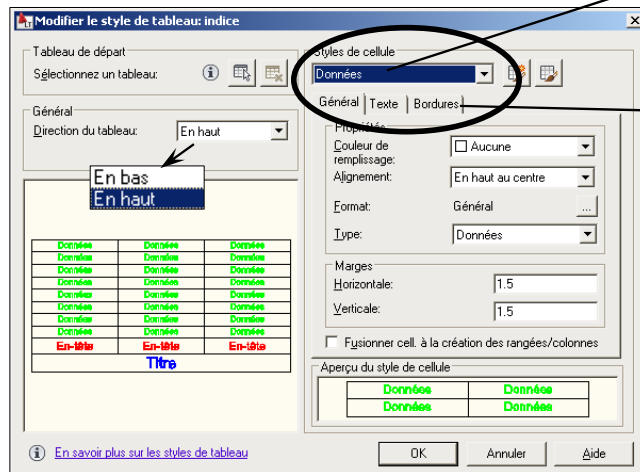 Modifier le style de tableau: indice
Tableau de départ
Sélectionnez un tableau:
Général
Direction du tableau:
En haut
En bas
En haut
Données Données Données
Données Données Données
Données Données Données
Données Données Données
Données Données Données
Données Données Données
Données Données Données
Données Données Données
En-tête En-tête En-tête
Titre
Styles de cellule
Données
Général Texte Bordures
Propriétés
Couleur de
remplissage:
Aucune
Alignement:
En haut au centre
Format:
Général
...
Type:
Données
Marges
Horizontale:
1.5
Verticale:
1.5
Fusionner cell. à la création des rangées/colonnes
Aperçu du style de cellule
Données Données
Données Données
En savoir plus sur les styles de tableau
OK
Annuler
Aide